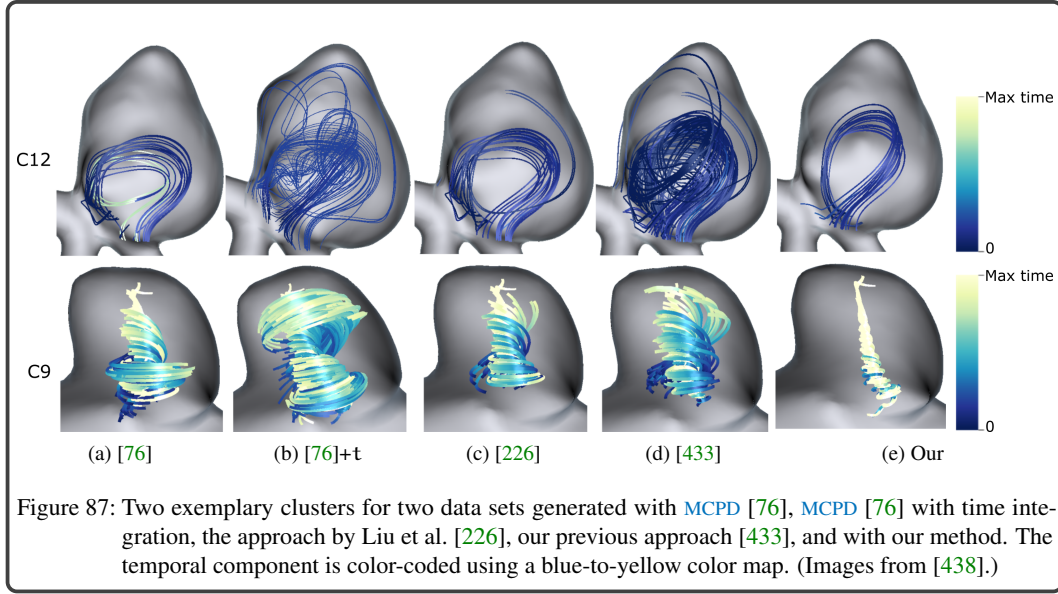 C12
Max time
0
C9
Max time
0
(a) [76]
(b) [76]+t
(c) [226]
(d) [433]
(e) Our
Figure 87: Two exemplary clusters for two data sets generated with MCPD [76], MCPD [76] with time inte-
gration, the approach by Liu et al. [226], our previous approach [433], and with our method. The
temporal component is color-coded using a blue-to-yellow color map. (Images from [438].)